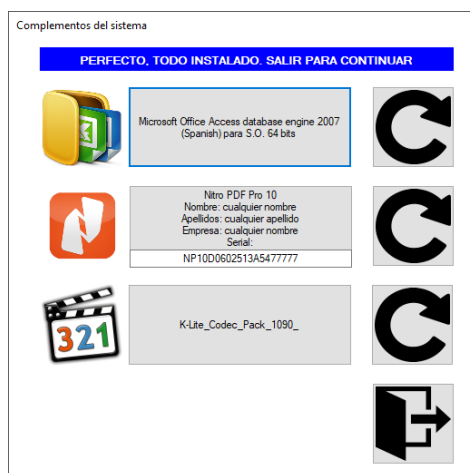 Complementos del sistema
PERFECTO, TODO INSTALADO. SALIR PARA CONTINUAR
Microsoft Office Access database engine 2007
(Spanish) para S.O. 64 bits
Nitro PDF Pro 10
Nombre: cualquier nombre
Apellidos: cualquier apellido
Empresa: cualquier nombre
Serial:
NP10D0602513A5477777
321
K-Lite_Codec_Pack_1090_